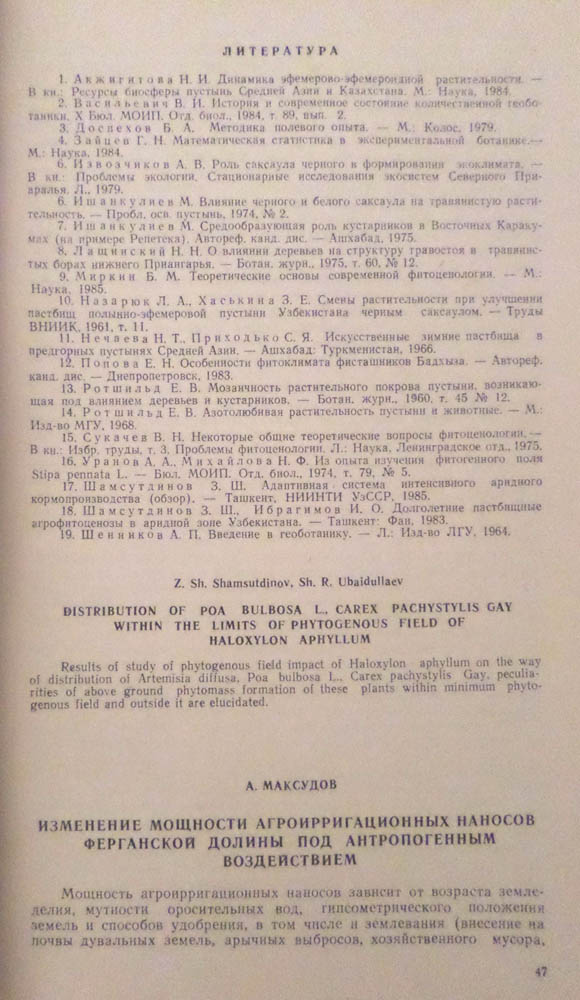 ЛИТЕРАТУРА
1. Акжигитова Н. И. Динамика эфемерово-эфемероидной растительности. —
В кн.: Ресурсы биосферы пустынь Средней Азии и Казахстана. М.: Наука, 1984.
2. Васильевич В. И. История и современное состояние количественной геобо-
таники. X Бюл. МОИП. Отд. биол., 1984, т. 89, вып. 2.
3. Доспехов Б. А. Методика полевого опыта. — М.: Колос, 1979.
4. Зайцев Г. Н. Математическая статистика в экспериментальной ботанике.—
М.: Наука, 1984.
6. Извозчиков А. В. Роль саксаула черного в формировании экоклимата. —
В кн.: Проблемы экологии. Стационарные исследования экосистем Северного При-
аралья. Л., 1979.
6. Ишанкулиев М. Влияние черного и белого саксаула на травянистую расти-
тельность. — Пробл. осв. пустынь, 1974, № 2.
7. Ишанкулиев М. Средообразующая роль кустарников в Восточных Караку-
мах (на примере Репетека). Автореф. канд. дис. — Ашхабад, 1975.
8. Лащинский Н. Н. О влиянии деревьев на структуру травостоя в травянис-
тых борах нижнего Приангарья. — Ботан. журн., 1975, т. 60, № 12.
9. Миркин Б. М. Теоретические основы современной фитоценологии. — М.:
Наука, 1985.
10. Назарюк Л. А., Хаськина З. Е. Смены растительности при улучшении
пастбищ полынно-эфемеровой пустыни Узбекистана черным саксаулом. — Труды
ВНИИК, 1961, т. 11.
11. Нечаева Н. Т., Приходько С. Я. Искусственные зимние пастбища в
предгорных пустынях Средней Азии. — Ашхабад: Туркменистан, 1966.
12. Попова Е. Н. Особенности фитоклимата фисташников Бадхыза. — Автореф.
канд. дис. — Днепропетровск, 1983.
13. Ротшильд Е. В. Мозаичность растительного покрова пустыни, возникаю-
щая под влиянием деревьев и кустарников. — Ботан. журн., 1960, т. 45 № 12.
14. Ротшильд Е. В. Азотолюбивая растительность пустыни и животные. — М.:
Изд-во МГУ, 1968.
15. Сукачев В. Н. Некоторые общие теоретические вопросы фитоценологии.—
В кн.: Избр. труды, т. 3. Проблемы фитоценологии. Л.: Наука, Ленинградское отд., 1975.
16. Уранов А. А., Михайлова Н. Ф. Из опыта изучения фитогенного поля
Stipa pennata L. — Бюл. МОИП. Отд. биол., 1974, т. 79, № 5.
17. Шамсутдинов З. Ш. Адаптивная система интенсивного аридного
кормопроизводства (обзор). — Ташкент, НИИНТИ УзССР, 1985.
18. Шамсутдинов З. Ш., Ибрагимов И. О. Долголетние пастбищные
агрофитоценозы в аридной зоне Узбекистана. — Ташкент: Фан, 1983.
19. Шенников А. П. Введение в геоботанику. — Л.: Изд-во ЛГУ, 1964.
Z. Sh. Shamsutdinov, Sh. R. Ubaidullaev
DISTRIBUTION OF POA BULBOSA L., CAREX PACHYSTYLIS GAY
WITHIN THE LIMITS OF PHYTOGENOUS FIELD OF
HALOXYLON APHYLLUM
Results of study of phytogenous field impact of Haloxylon aphyllum on the way
of distribution of Artemisia diffusa, Poa bulbosa L., Carex pachystylis Gay, peculia-
rities of above ground phytomass formation of these plants within minimum phyto-
genous field and outside it are elucidated.
А. МАКСУДОВ
ИЗМЕНЕНИЕ МОЩНОСТИ АГРОИРРИГАЦИОННЫХ НАНОСОВ
ФЕРГАНСКОЙ ДОЛИНЫ ПОД АНТРОПОГЕННЫМ
ВОЗДЕЙСТВИЕМ
Мощность агроирригационных наносов зависит от возраста земле-
делия, мутности оросительных вод, гипсометрического положения
земель и способов удобрения, в том числе и землевания (внесение на
почвы дувальных земель, арычных выбросов, хозяйственного мусора,
47